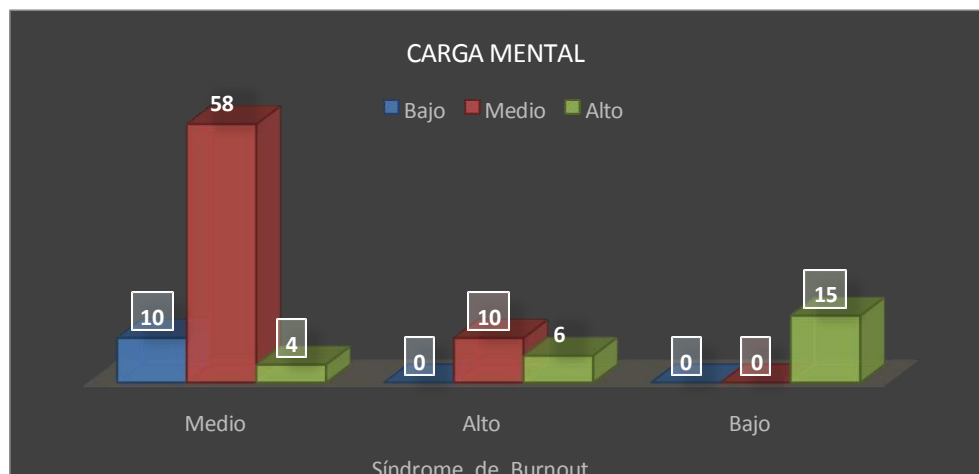 CARGA MENTAL
Bajo Medio Alto
58
10
4
0
10
6
0
0
15
Medio Alto Bajo
Síndrome de Burnout